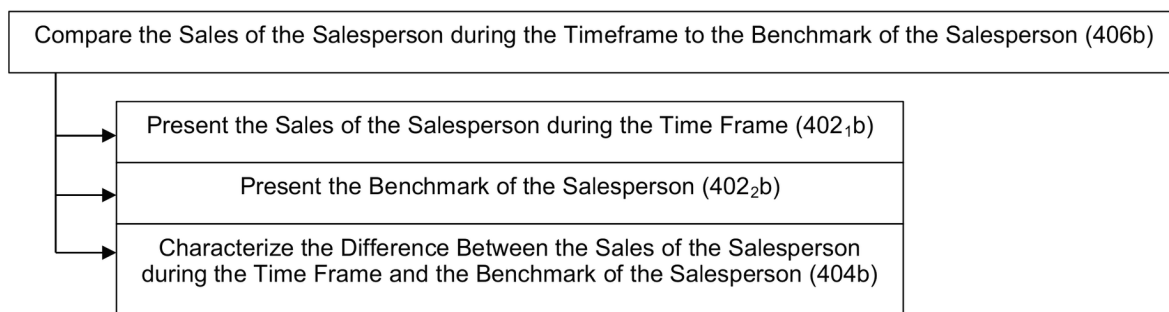 Compare the Sales of the Salesperson during the Timeframe to the Benchmark of the Salesperson (406b)
Present the Sales of the Salesperson during the Time Frame (402₁b)
Present the Benchmark of the Salesperson (402₂b)
Characterize the Difference Between the Sales of the Salesperson
during the Time Frame and the Benchmark of the Salesperson (404b)